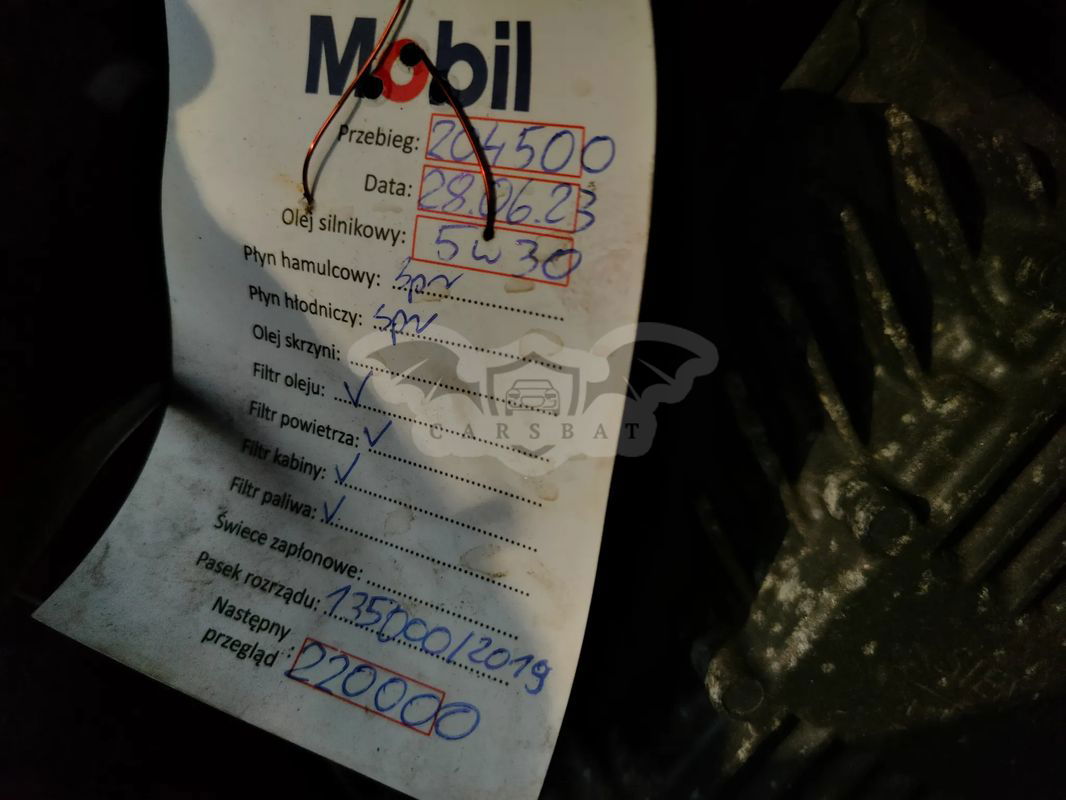 Mobil
Przebieg: 204500
Data: 28.06.23
Olej silnikowy: 5w30
Płyn hamulcowy: spr
Płyn hłodniczy: spr
Olej skrzyni:
Filtr oleju: ✓
Filtr powietrza: ✓
Filtr kabiny: ✓
Filtr paliwa: ✓
Świece zapłonowe:
Pasek rozrządu: 135000/2019
Następny
przegląd : 220000
CARSBAT